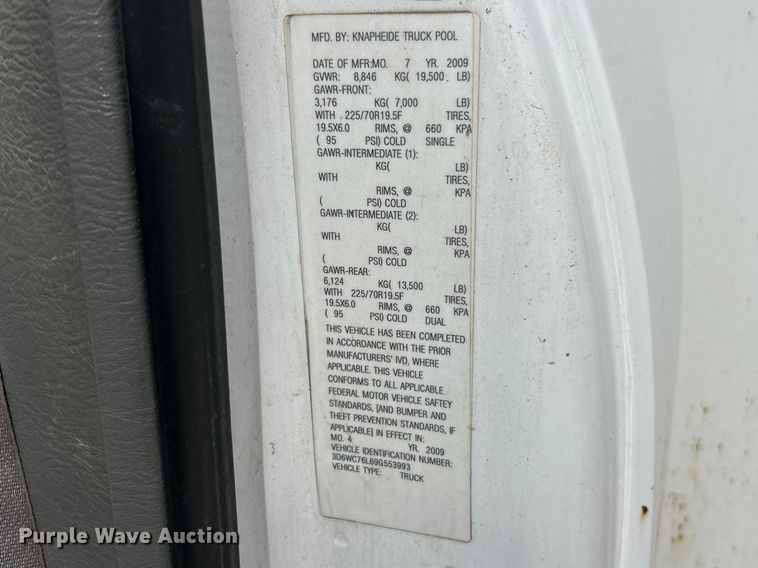 MFD. BY: KNAPHEIDE TRUCK POOL
DATE OF MFR:MO. 7 YR. 2009
GVWR: 8,846 KG( 19,500 LB)
GAWR-FRONT:
3,176 KG( 7,000 LB)
WITH . 225/70R19.5F TIRES,
19.5X6.0 RIMS, @ 660 KPA
( 95 PSI) COLD SINGLE
GAWR-INTERMEDIATE (1):
KG( LB)
WITH TIRES,
RIMS, @ KPA
( PSI) COLD
GAWR-INTERMEDIATE (2):
KG( LB)
WITH TIRES,
RIMS, @ KPA
( PSI) COLD
GAWR-REAR:
6,124 KG( 13,500 LB)
WITH 225/70R19.5F TIRES,
19.5X6.0 RIMS, @ 660 KPA
( 95 PSI) COLD DUAL
THIS VEHICLE HAS BEEN COMPLETED
IN ACCORDANCE WITH THE PRIOR
MANUFACTURERS' IVD, WHERE
APPLICABLE. THIS VEHICLE
CONFORMS TO ALL APPLICABLE
FEDERAL MOTOR VEHICLE SAFTEY
STANDARDS, [AND BUMPER AND
THEFT PREVENTION STANDARDS, IF
APPLICABLE] IN EFFECT IN:
MO. 4 YR. 2009
VEHICLE IDENTIFICATION NUMBER:
3D6WC76L69G553993
VEHICLE TYPE: TRUCK
Purple Wave Auction